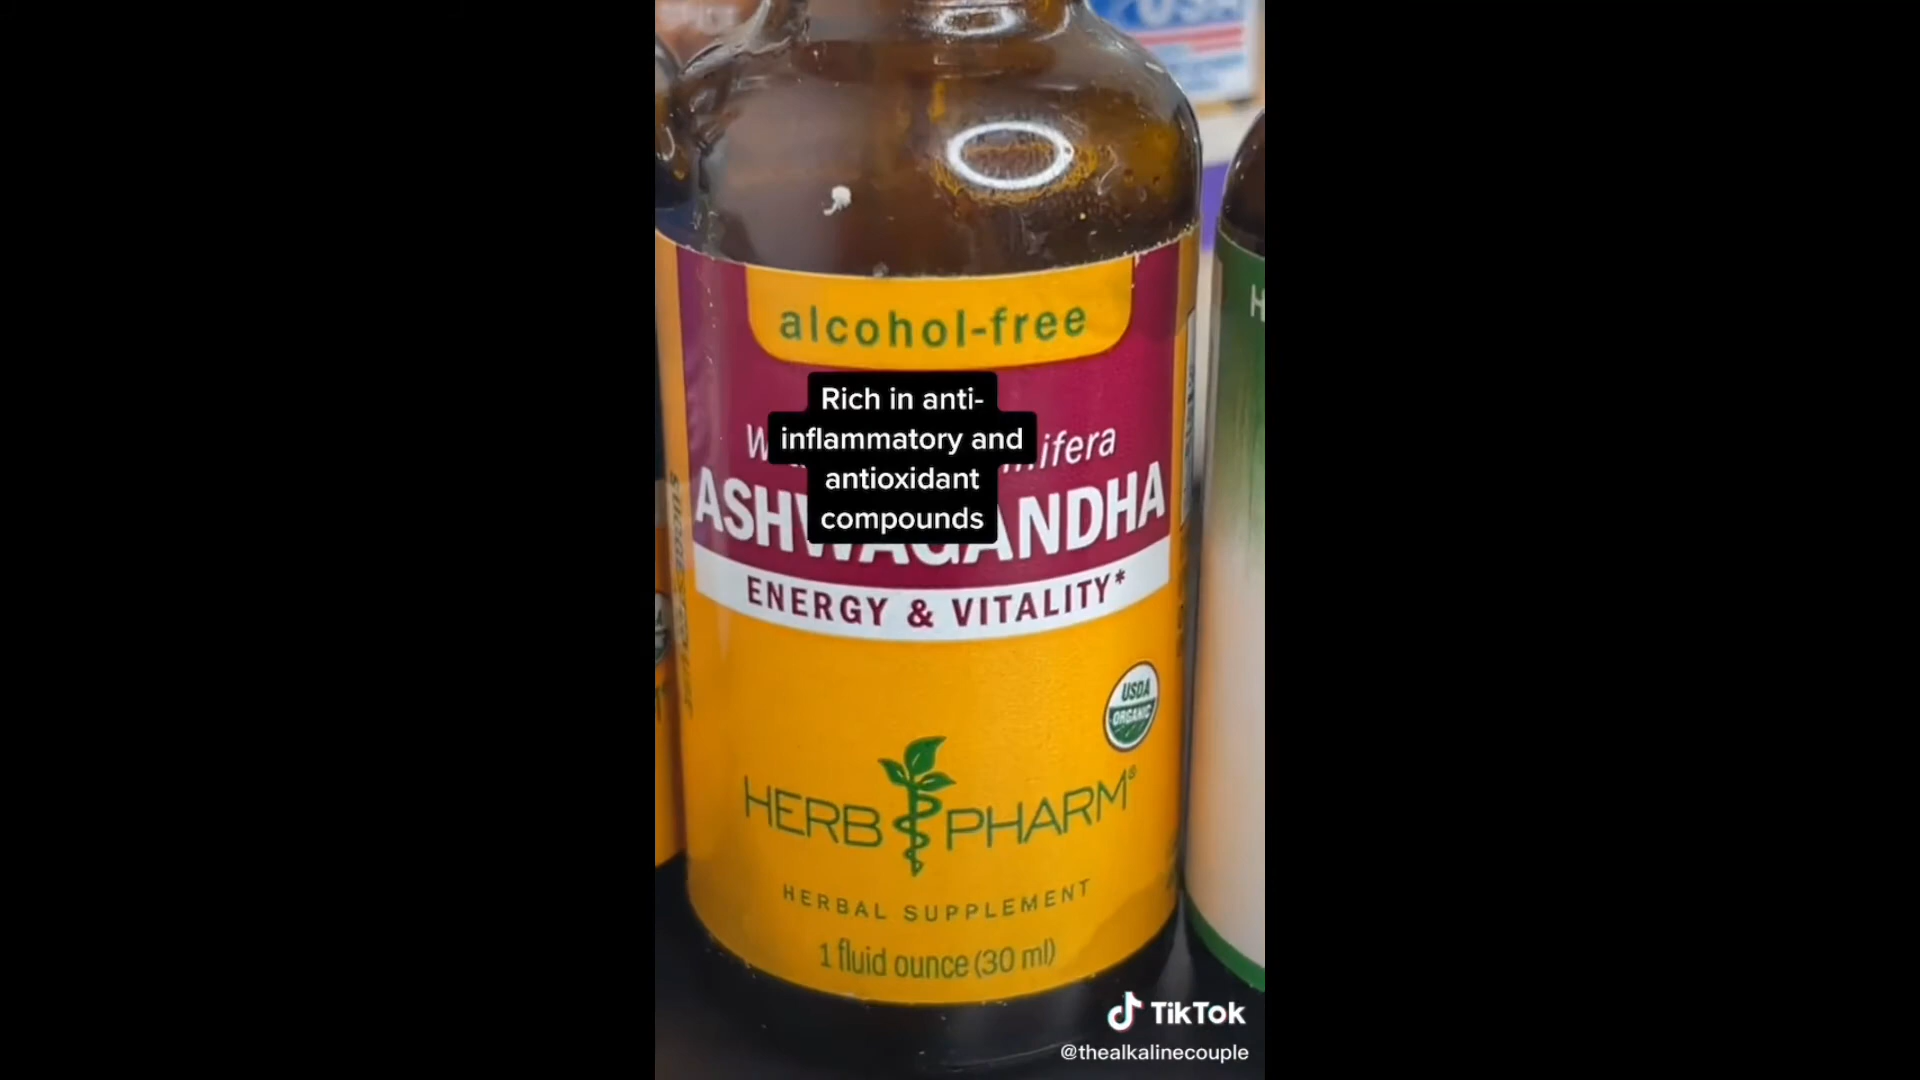 USA
alcohol-free
Rich in anti-
inflammatory and
antioxidant
compounds
ENERGY & VITALITY*
USDA
ORGANIC
HERB PHARM®
HERBAL SUPPLEMENT
1 fluid ounce (30 ml)
TikTok
@thealkalinecouple